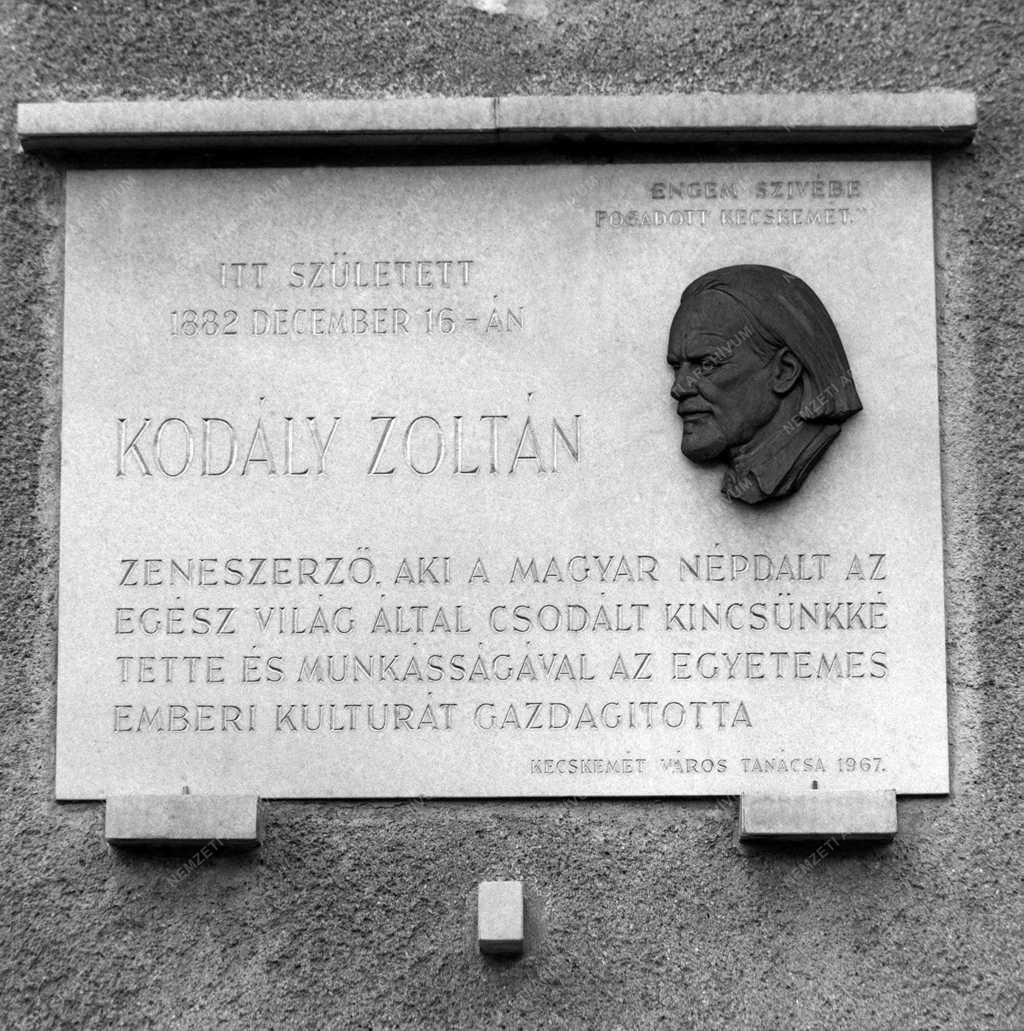 ENGEM SZIVÉBE
FOGADOTT KECSKEMÉT."
ITT SZÜLETETT
1882 DECEMBER 16-ÁN
KODÁLY ZOLTÁN
ZENESZERZŐ, AKI A MAGYAR NÉPDALT AZ
EGÉSZ VILÁG ÁLTAL CSODÁLT KINCSÜNKKÉ
TETTE ÉS MUNKÁSSÁGÁVAL AZ EGYETEMES
EMBERI KULTURÁT GAZDAGITOTTA
KECSKEMÉT VÁROS TANÁCSA 1967.